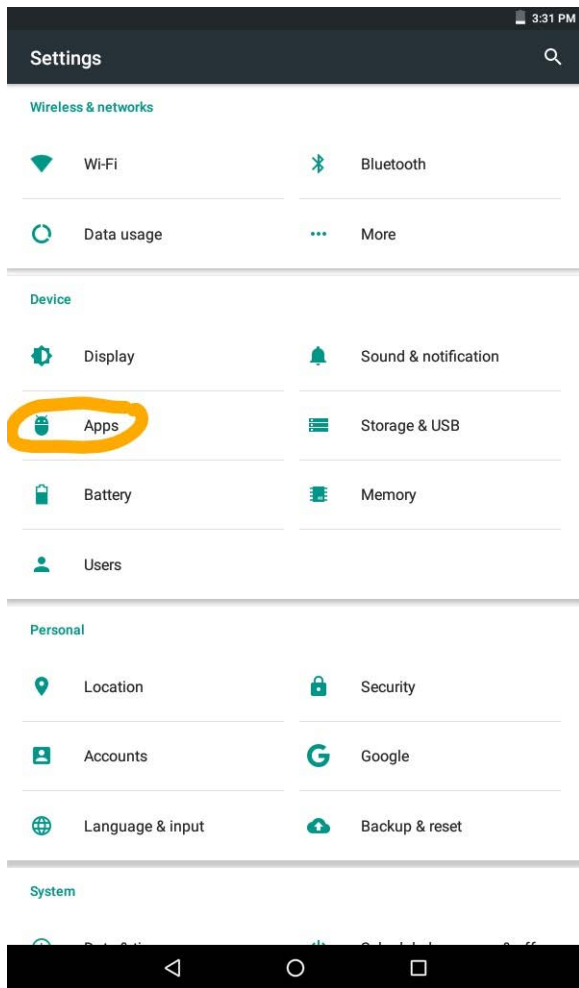 3:31 PM
Settings
Wireless & networks
Wi-Fi
Bluetooth
Data usage
More
Device
Display
Sound & notification
Apps
Storage & USB
Battery
Memory
Users
Personal
Location
Security
Accounts
Google
Language & input
Backup & reset
System